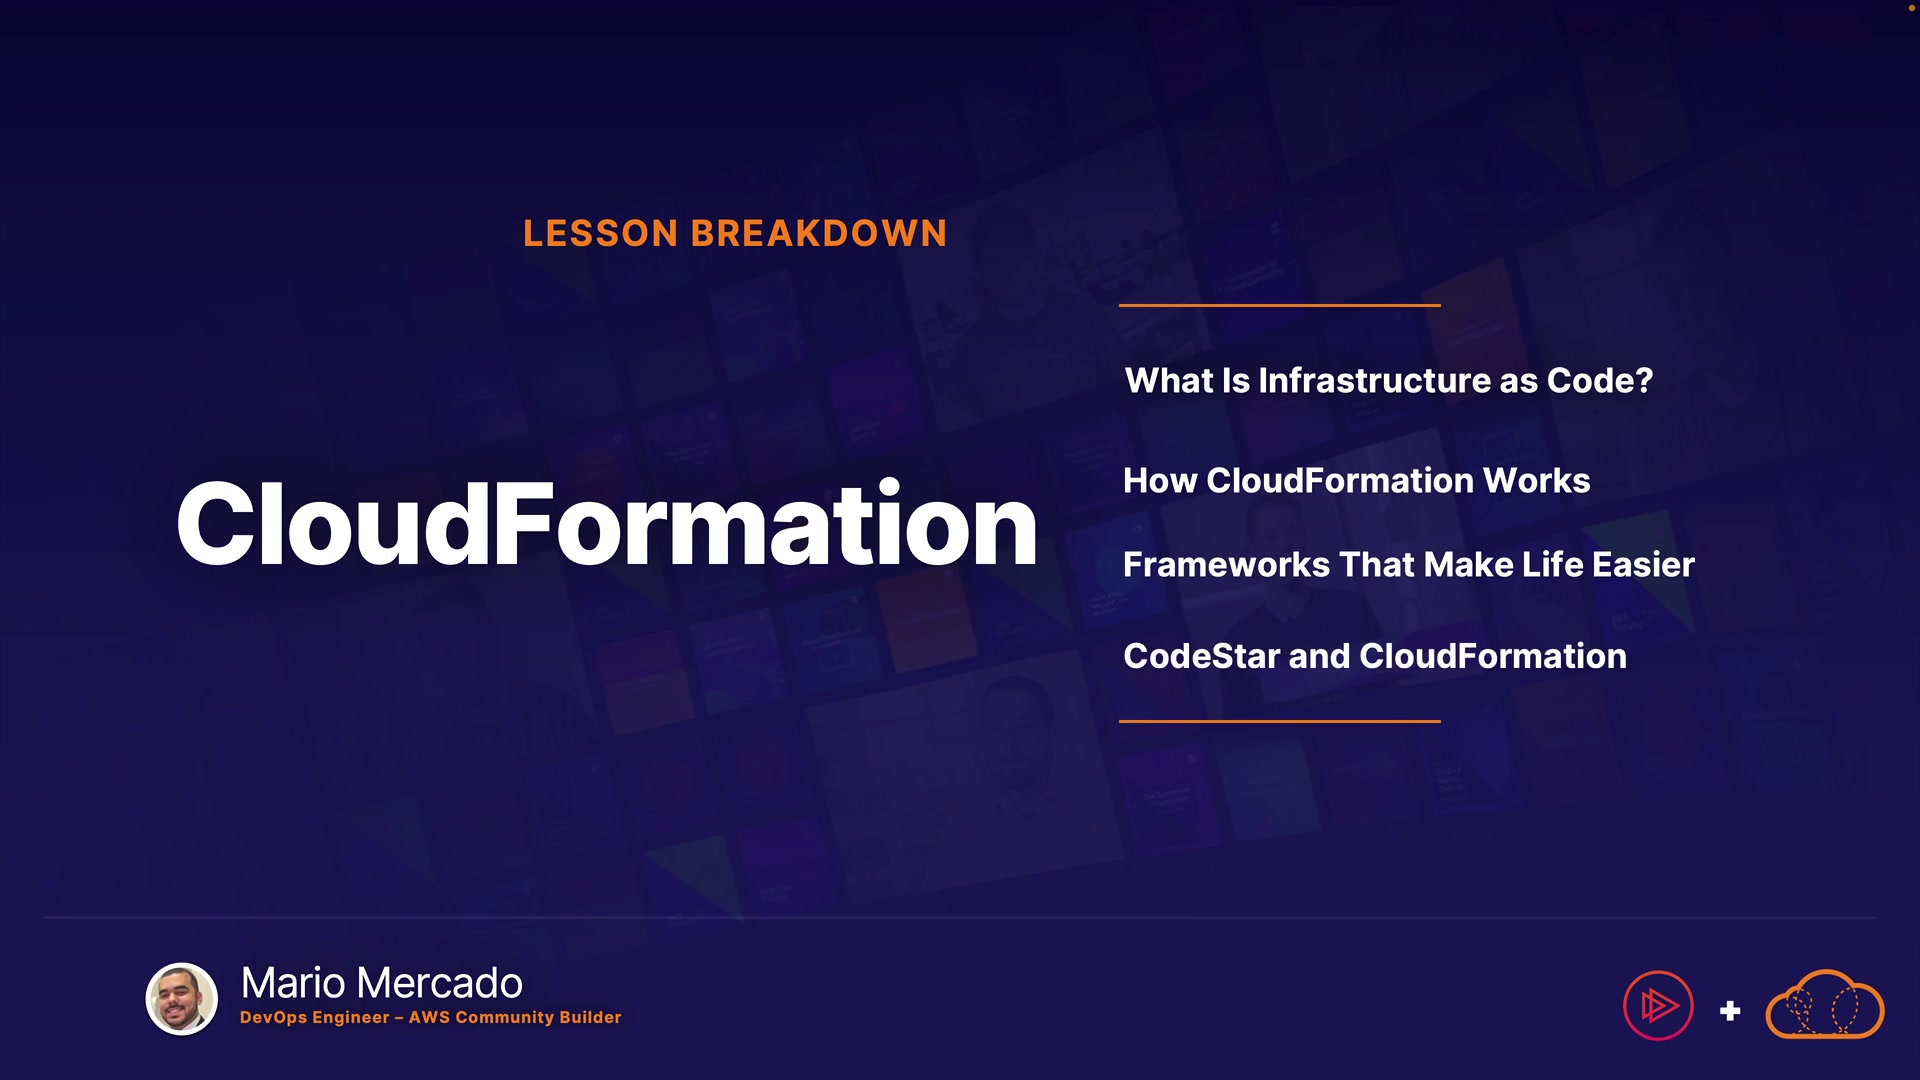 LESSON BREAKDOWN
CloudFormation
What Is Infrastructure as Code?
How CloudFormation Works
Frameworks That Make Life Easier
CodeStar and CloudFormation
Mario Mercado
DevOps Engineer – AWS Community Builder